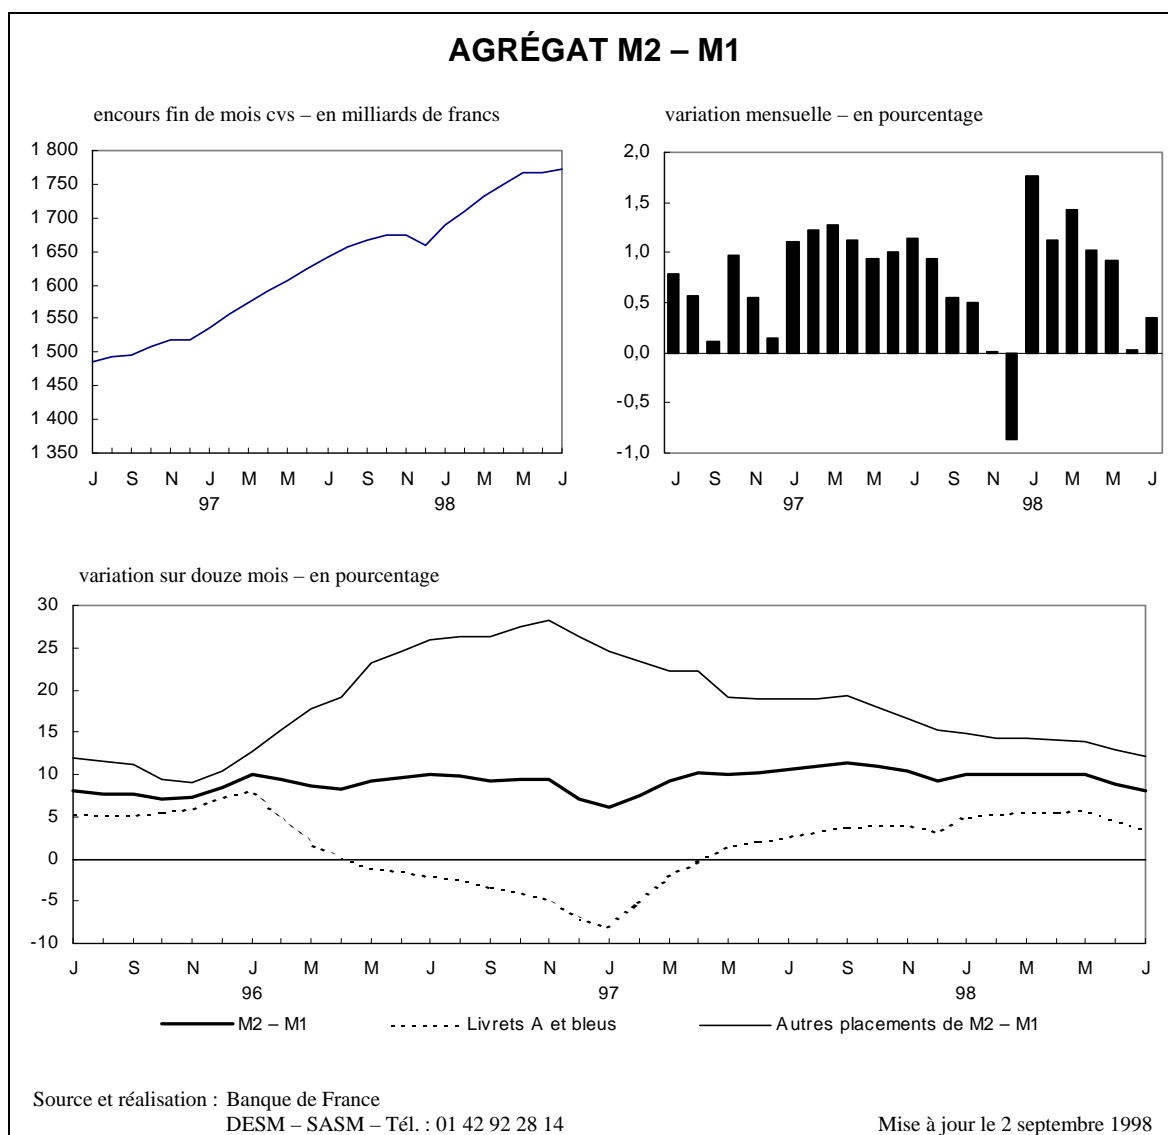 AGRÉGAT M2 – M1
encours fin de mois cvs – en milliards de francs
1 800
1 750
1 700
1 650
1 600
1 550
1 500
1 450
1 400
1 350
J S N J M M J S N J M M J
97 98
variation mensuelle – en pourcentage
2,0
1,5
1,0
0,5
0,0
-0,5
-1,0
J S N J M M J S N J M M J
97 98
variation sur douze mois – en pourcentage
30
25
20
15
10
5
0
-5
-10
J S N J M M J S N J M M J S N J M M J
96 97 98
M2 – M1 Livrets A et bleus Autres placements de M2 – M1
Source et réalisation : Banque de France
DESM – SASM – Tél. : 01 42 92 28 14 Mise à jour le 2 septembre 1998